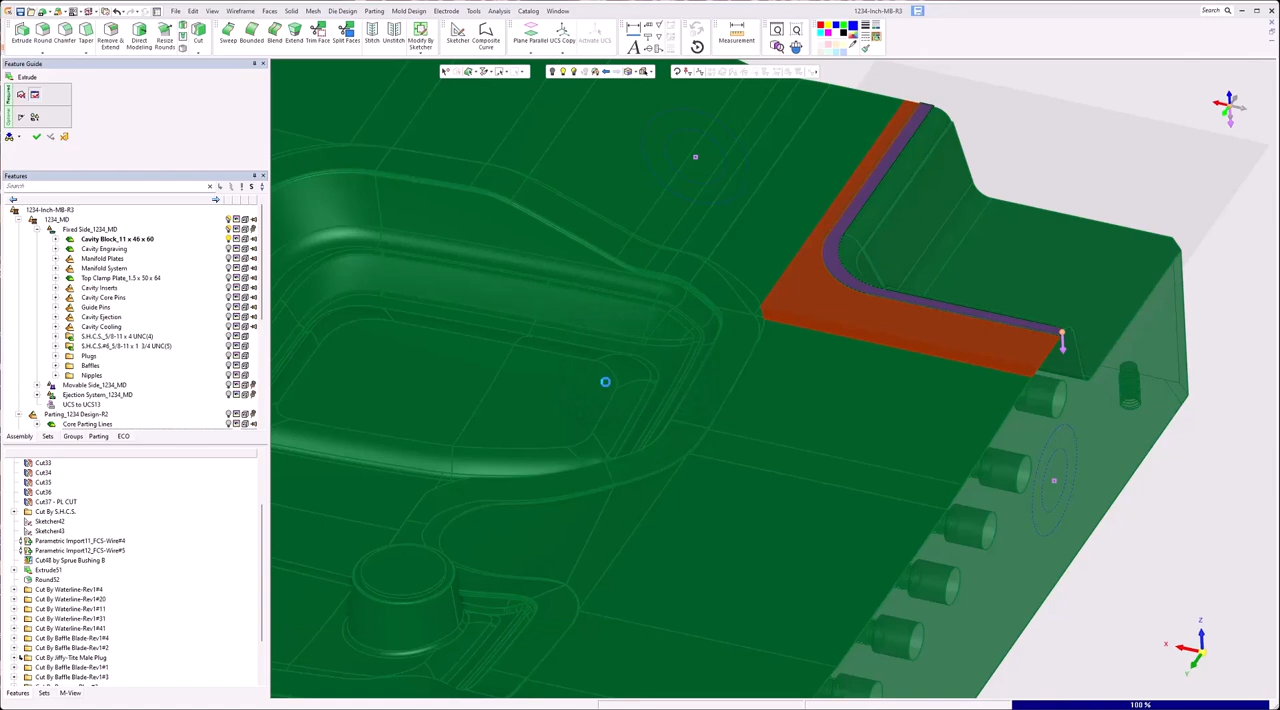 File Edit View Wireframe Faces Solid Mesh Die Design Parting Mold Design Electrode Tools Analysis Catalog Window
1234-Inch-MB-R3
Search
Extrude Round Chamfer Taper Remove & Extend Direct Modeling Resize Rounds Cut Sweep Bounded Blend Extend Trim Face Split Faces Stitch Unstitch Modify By Sketcher Sketcher Composite Curve Plane Parallel UCS Copy Activate UCS Measurement
Feature Guide
Extrude
Required
Optional
Features
Search
1234-Inch-MB-R3
1234_MD
Fixed Side_1234_MD
Cavity Block_11 x 46 x 60
Cavity Engraving
Manifold Plates
Manifold System
Top Clamp Plate_1.5 x 50 x 64
Cavity Inserts
Cavity Core Pins
Guide Pins
Cavity Ejection
Cavity Cooling
S.H.C.S._5/8-11 x 4 UNC(4)
S.H.C.S.#6_5/8-11 x 1 3/4 UNC(5)
Plugs
Baffles
Nipples
Movable Side_1234_MD
Ejection System_1234_MD
UCS to UCS13
Parting_1234 Design-R2
Core Parting Lines
Assembly Sets Groups Parting ECO
Cut33
Cut34
Cut35
Cut36
Cut37 - PL CUT
Cut By S.H.C.S.
Sketcher42
Sketcher43
Parametric Import11_FCS-Wire#4
Parametric Import12_FCS-Wire#5
Cut48 by Sprue Bushing B
Extrude51
Round52
Cut By Waterline-Rev1#4
Cut By Waterline-Rev1#20
Cut By Waterline-Rev1#11
Cut By Waterline-Rev1#31
Cut By Waterline-Rev1#41
Cut By Baffle Blade-Rev1#4
Cut By Baffle Blade-Rev1#2
Cut By Jiffy-Tite Male Plug
Cut By Baffle Blade-Rev1#1
Cut By Baffle Blade-Rev1#3
Features Sets M-View
Z
X
Y
100 %